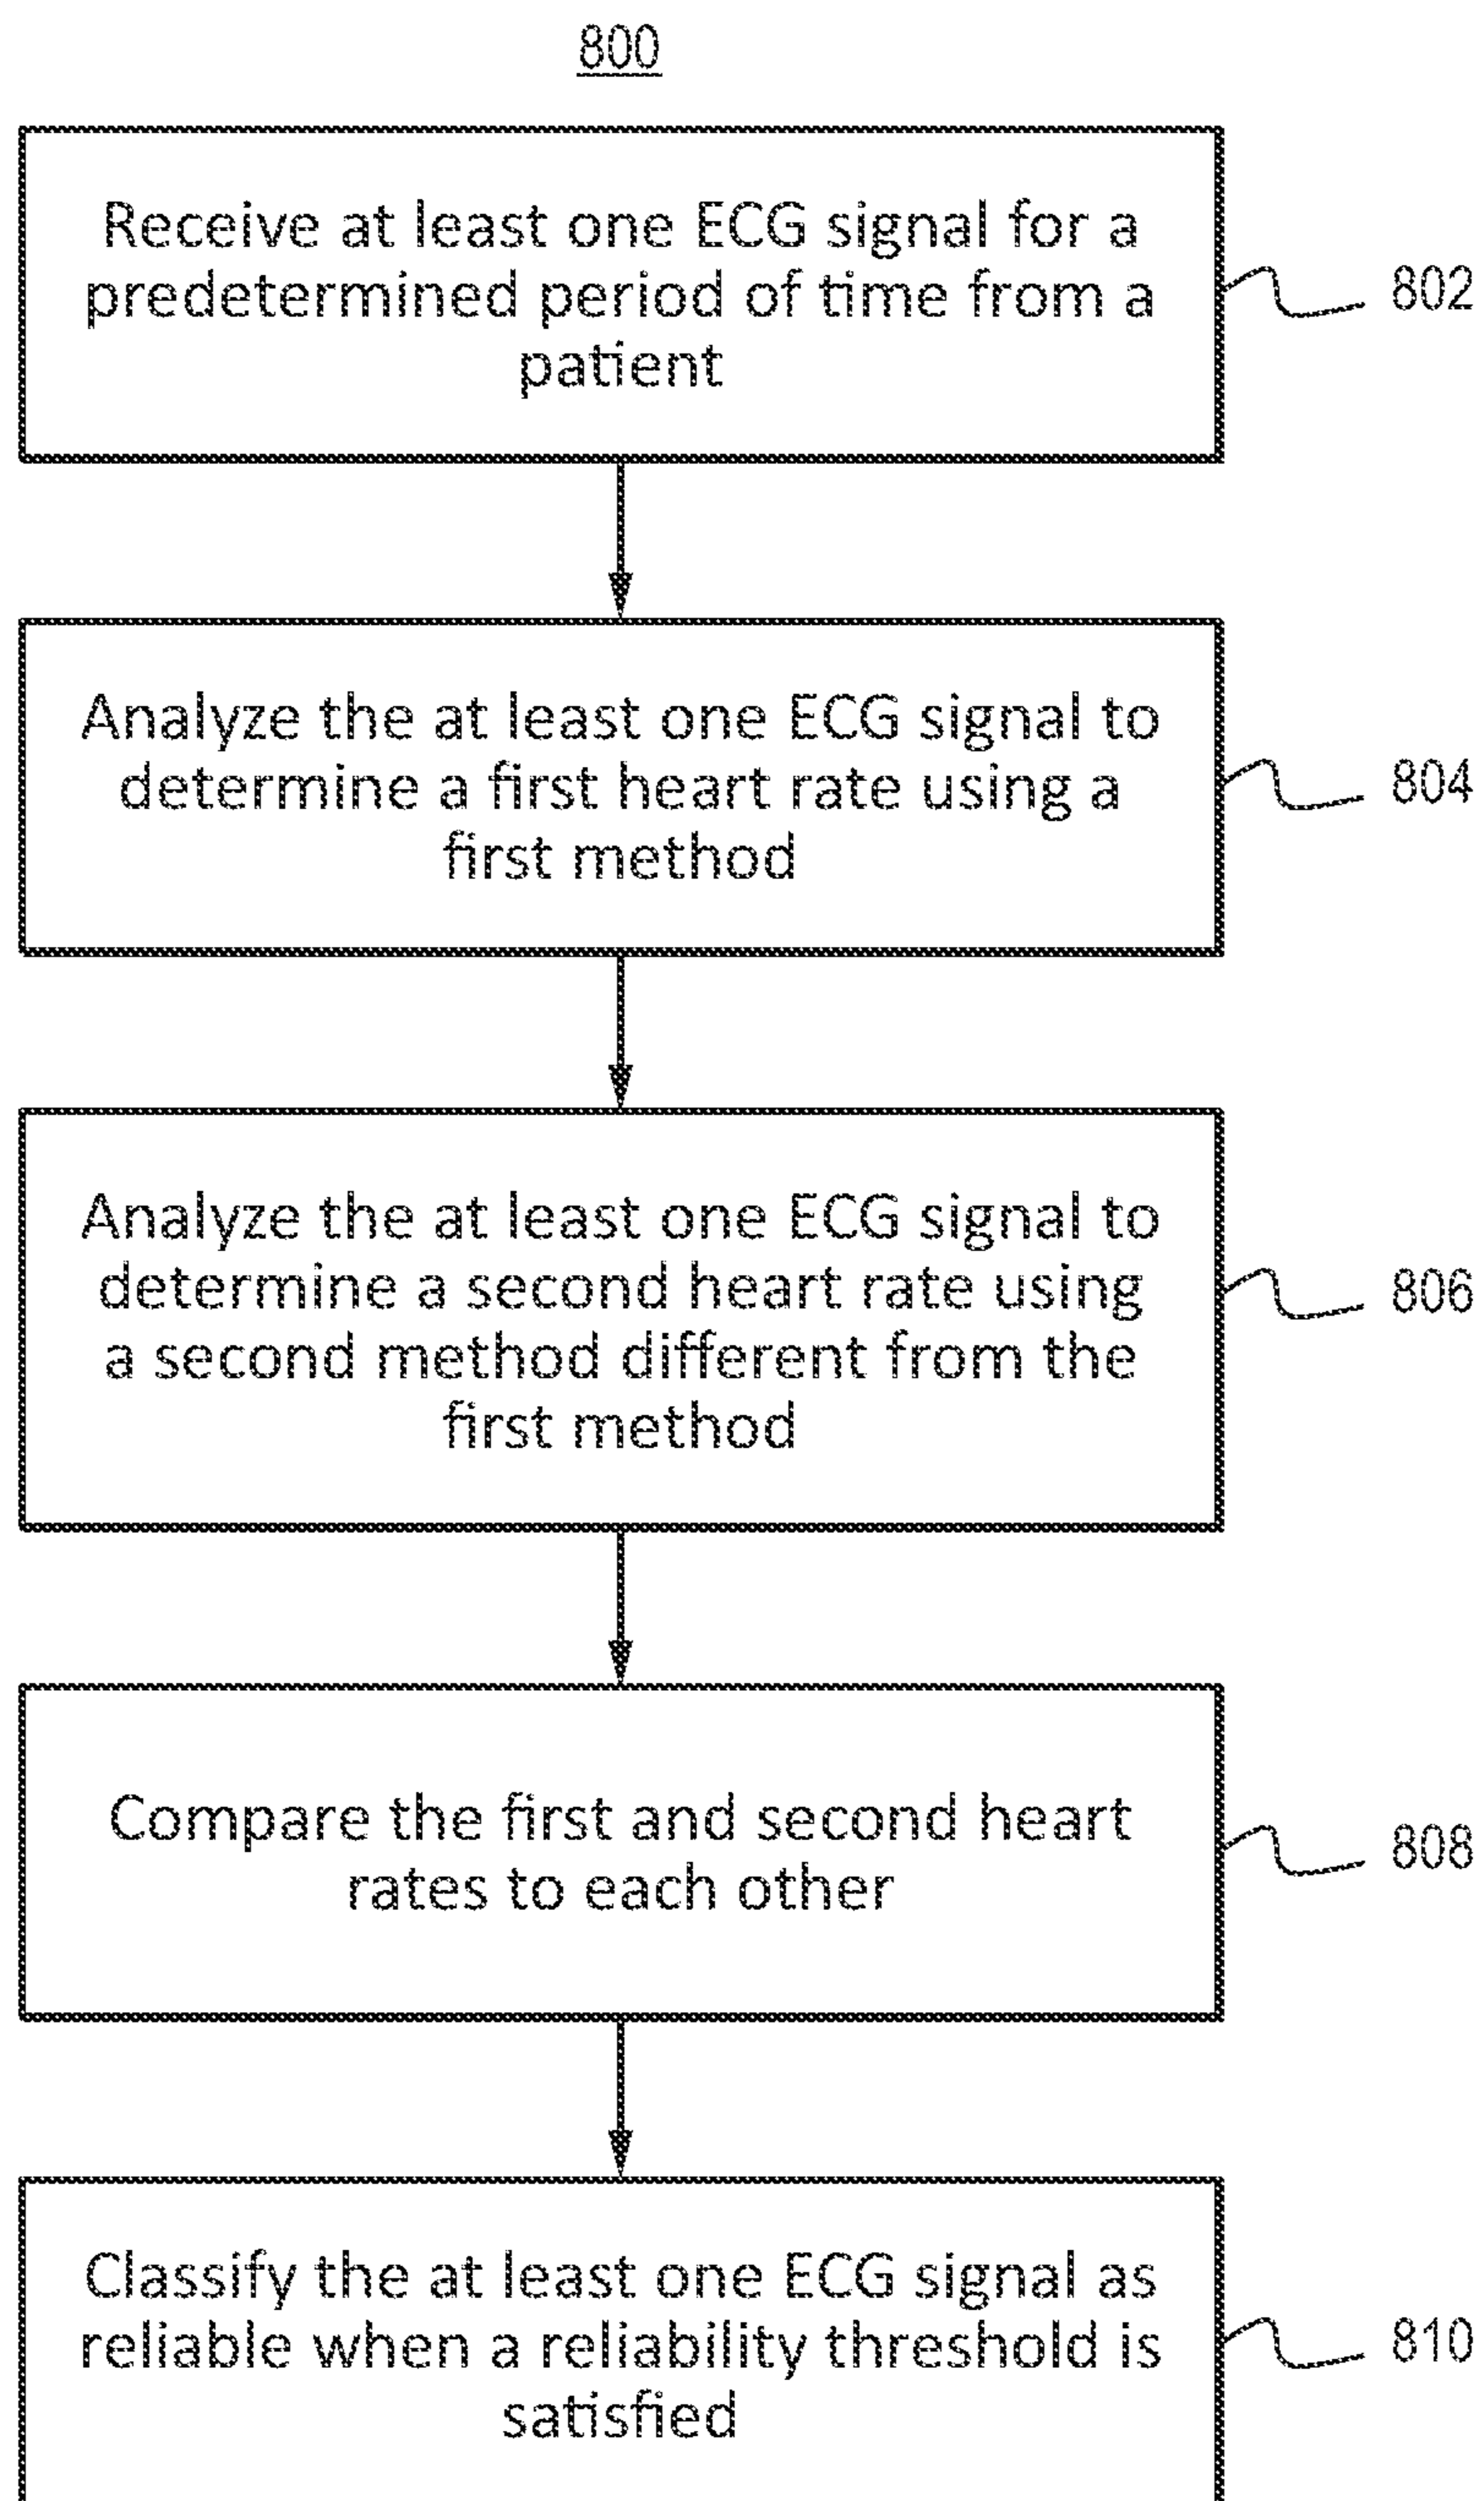 800
Receive at least one ECG signal for a
predetermined period of time from a
patient
802
Analyze the at least one ECG signal to
determine a first heart rate using a
first method
804
Analyze the at least one ECG signal to
determine a second heart rate using
a second method different from the
first method
806
Compare the first and second heart
rates to each other
808
Classify the at least one ECG signal as
reliable when a reliability threshold is
satisfied
810